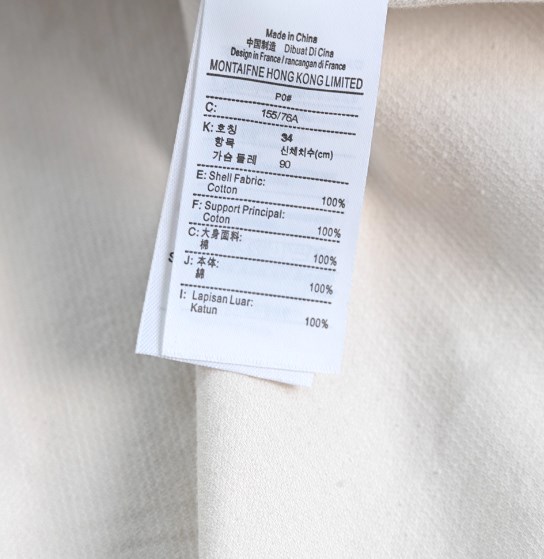 Made in China
中国制造 Dibuat Di Cina
Design in France/rancangan di France
MONTAIFNE HONG KONG LIMITED
PO#
C: 155/76A
K: 호칭 34
항목 신체치수(cm)
가슴 둘레 90
E: Shell Fabric:
Cotton 100%
F: Support Principal:
Coton 100%
C: 大身面料:
棉 100%
J: 本体:
綿 100%
I: Lapisan Luar:
Katun 100%